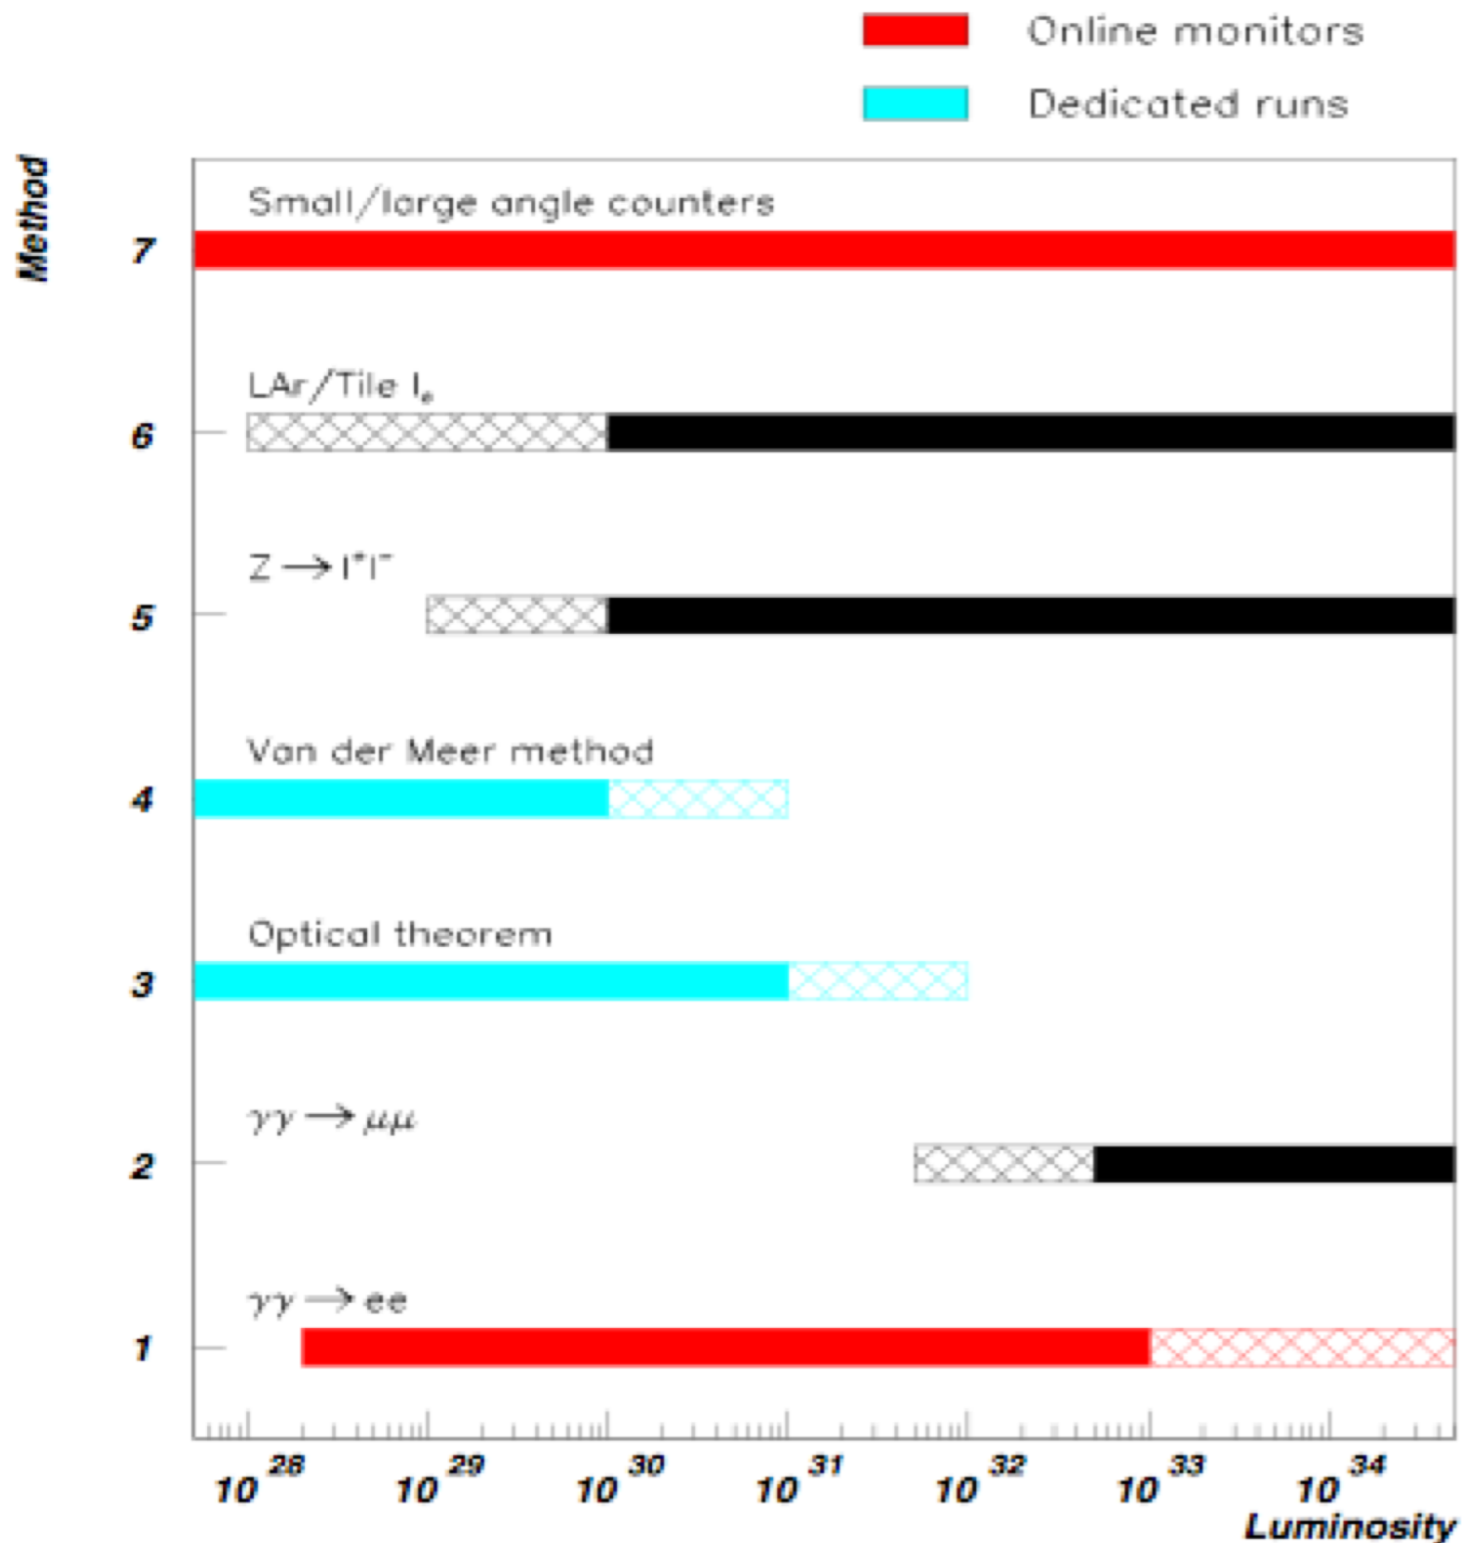 Online monitors
Dedicated runs
Method
Small/large angle counters
7
LAr/Tile Iₑ
6
Z → l⁺l⁻
5
Van der Meer method
4
Optical theorem
3
γγ → μμ
2
γγ → ee
1
10²⁸ 10²⁹ 10³⁰ 10³¹ 10³² 10³³ 10³⁴
Luminosity